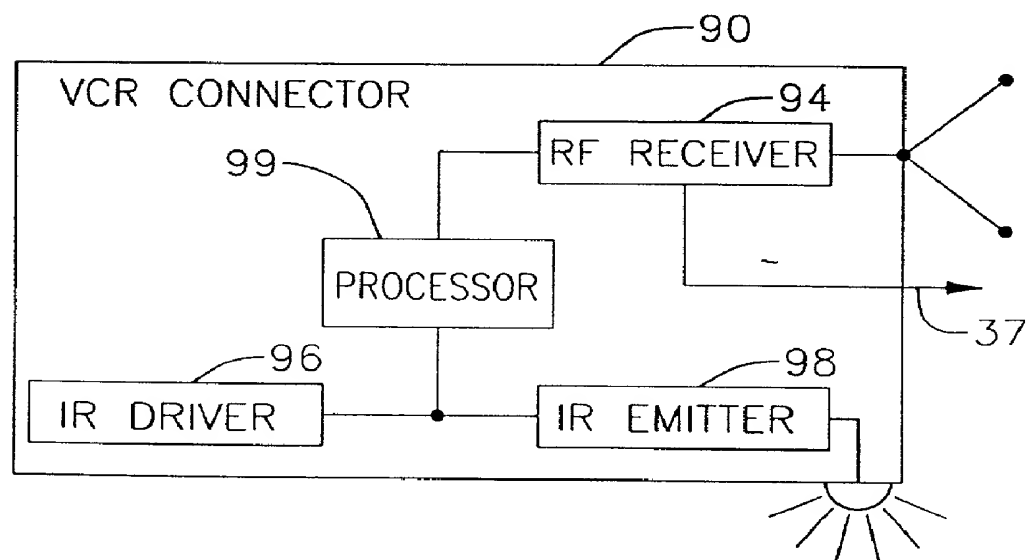 90
VCR CONNECTOR
94
RF RECEIVER
99
PROCESSOR
37
96
98
IR DRIVER
IR EMITTER